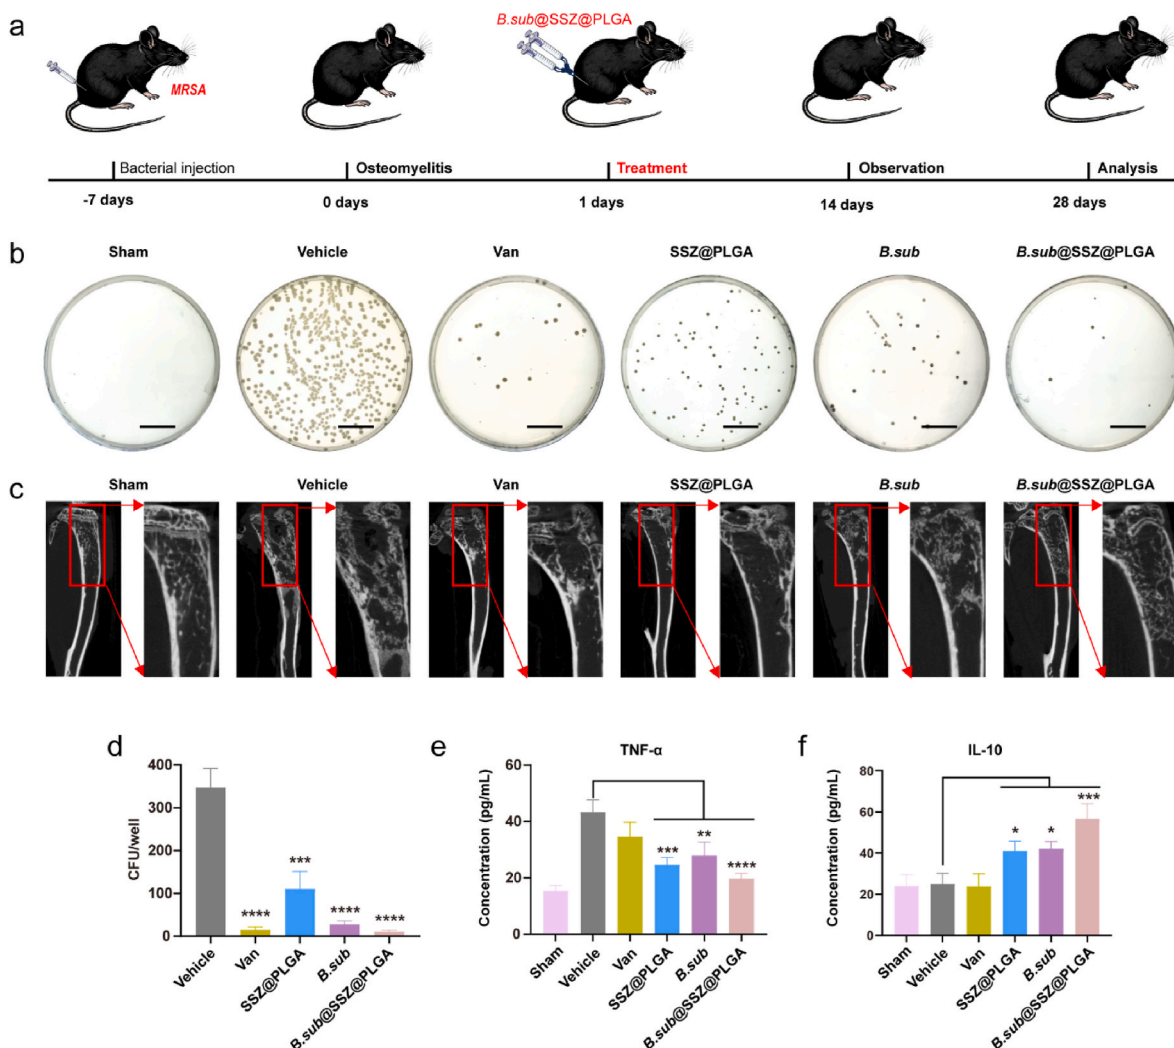 a
B.sub@SSZ@PLGA
MRSA
Bacterial injection
Osteomyelitis
Treatment
Observation
Analysis
-7 days
0 days
1 days
14 days
28 days
b
Sham
Vehicle
Van
SSZ@PLGA
B.sub
B.sub@SSZ@PLGA
c
Sham
Vehicle
Van
SSZ@PLGA
B.sub
B.sub@SSZ@PLGA
d
CFU/well
400
300
200
100
0
****
***
****
****
Vehicle
Van
SSZ@PLGA
B.sub
B.sub@SSZ@PLGA
e
TNF-α
Concentration (pg/mL)
60
40
20
0
***
**
****
Sham
Vehicle
Van
SSZ@PLGA
B.sub
B.sub@SSZ@PLGA
f
IL-10
Concentration (pg/mL)
80
60
40
20
0
*
*
***
Sham
Vehicle
Van
SSZ@PLGA
B.sub
B.sub@SSZ@PLGA